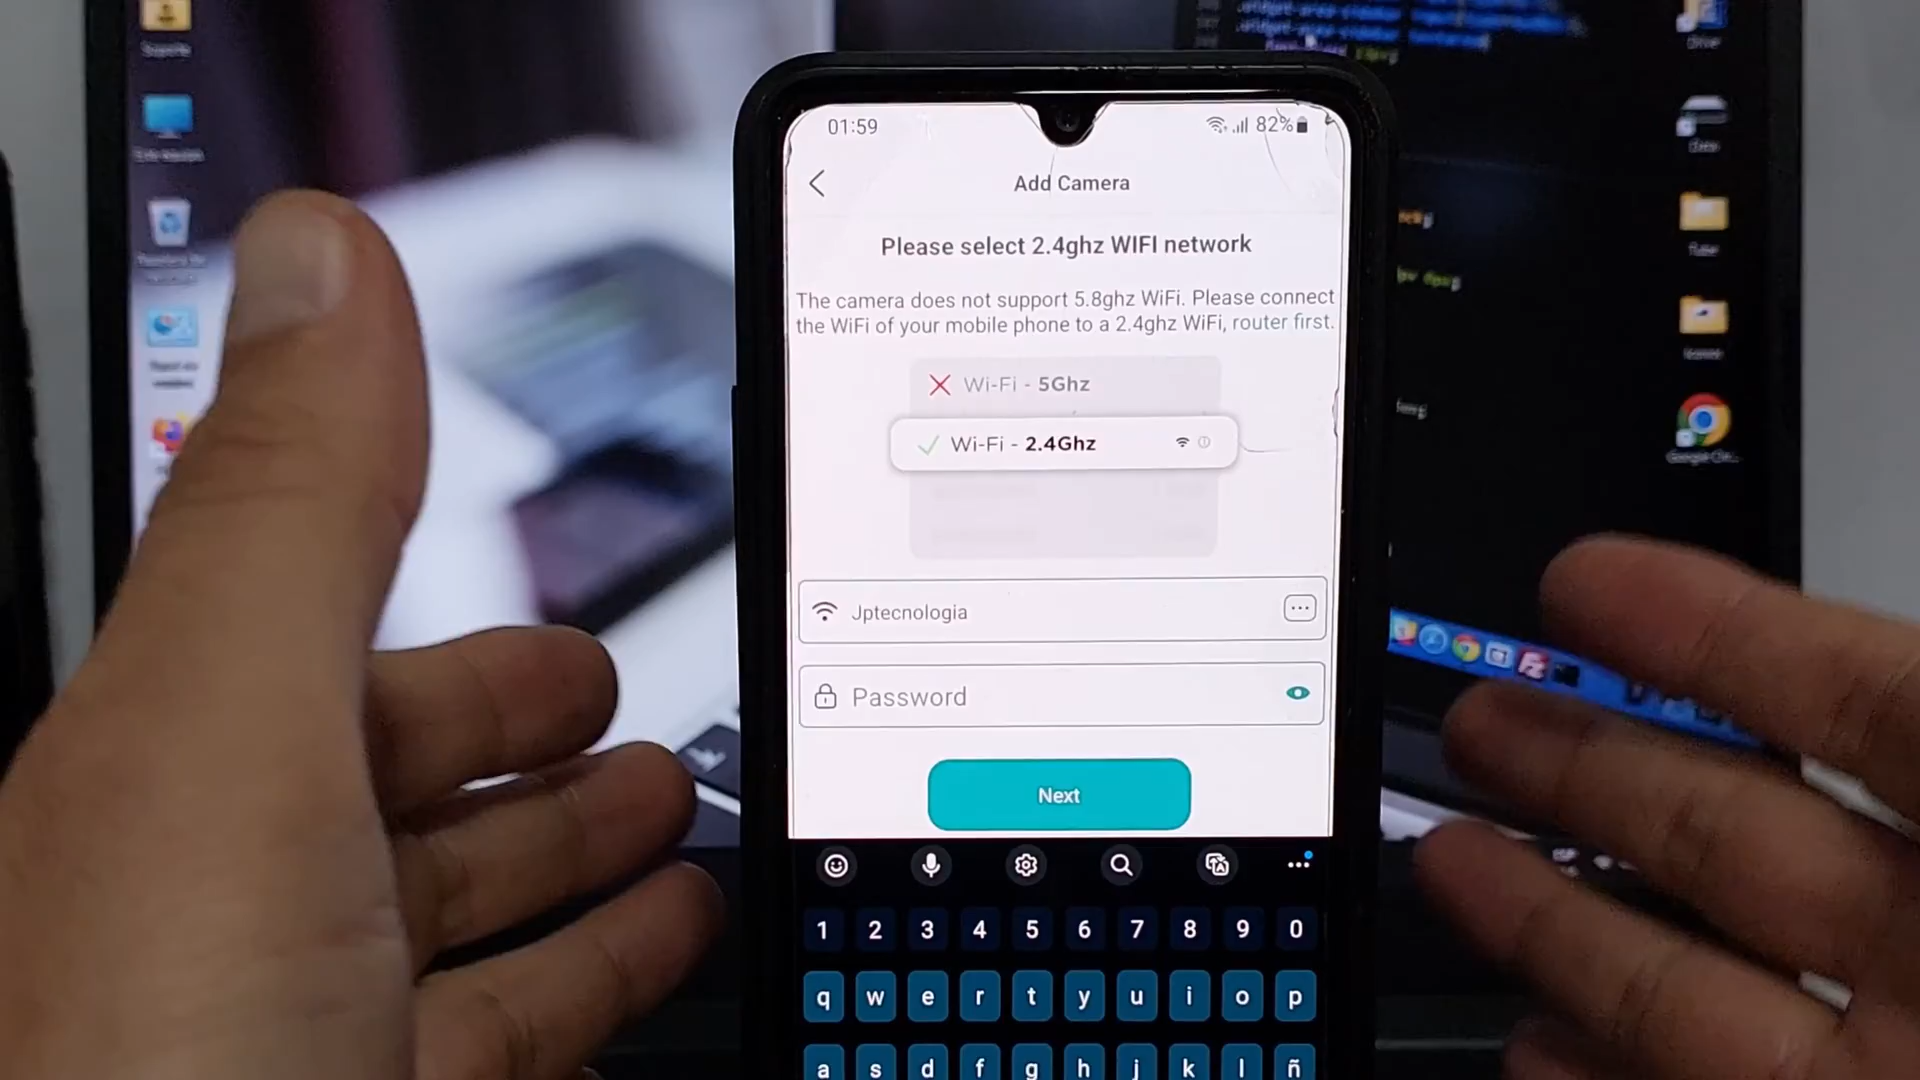 01:59
82%
Add Camera
Please select 2.4ghz WIFI network
The camera does not support 5.8ghz WiFi. Please connect
the WiFi of your mobile phone to a 2.4ghz WiFi, router first.
Wi-Fi - 5Ghz
Wi-Fi - 2.4Ghz
Jptecnologia
Password
Next
1 2 3 4 5 6 7 8 9 0
q w e r t y u i o p
a s d f g h j k l ñ